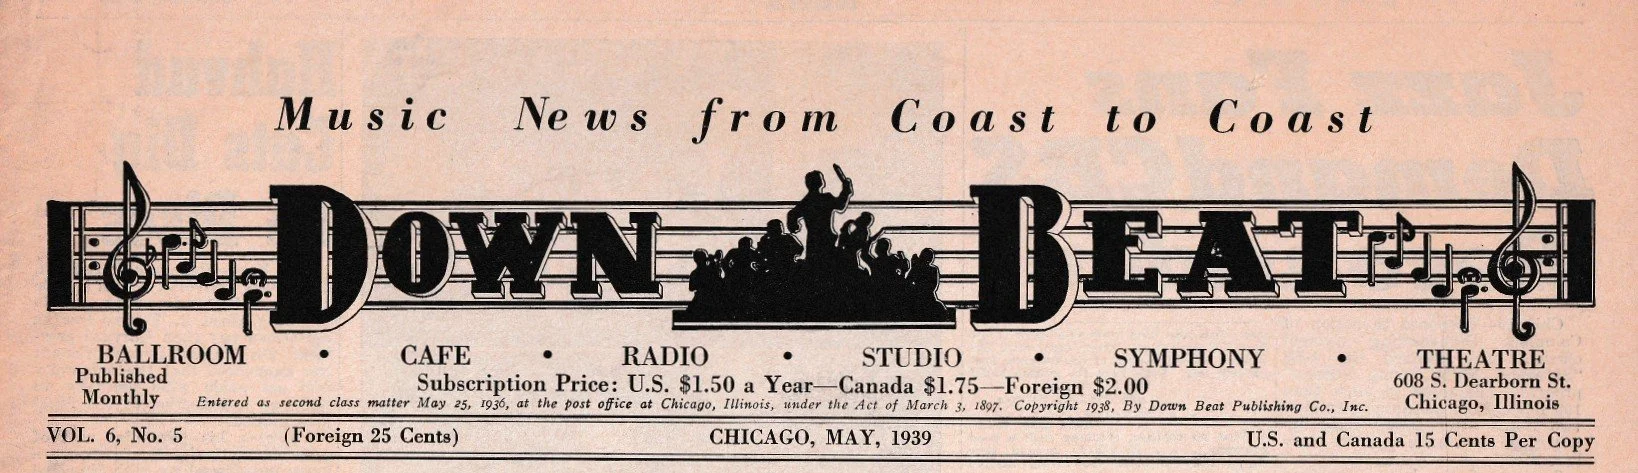 Music News from Coast to Coast
DOWN BEAT
BALLROOM • CAFE • RADIO • STUDIO • SYMPHONY • THEATRE
Published
Monthly
Subscription Price: U.S. $1.50 a Year—Canada $1.75—Foreign $2.00
608 S. Dearborn St.
Chicago, Illinois
Entered as second class matter May 25, 1936, at the post office at Chicago, Illinois, under the Act of March 3, 1897. Copyright 1938, By Down Beat Publishing Co., Inc.
VOL. 6, No. 5 (Foreign 25 Cents) CHICAGO, MAY, 1939 U.S. and Canada 15 Cents Per Copy